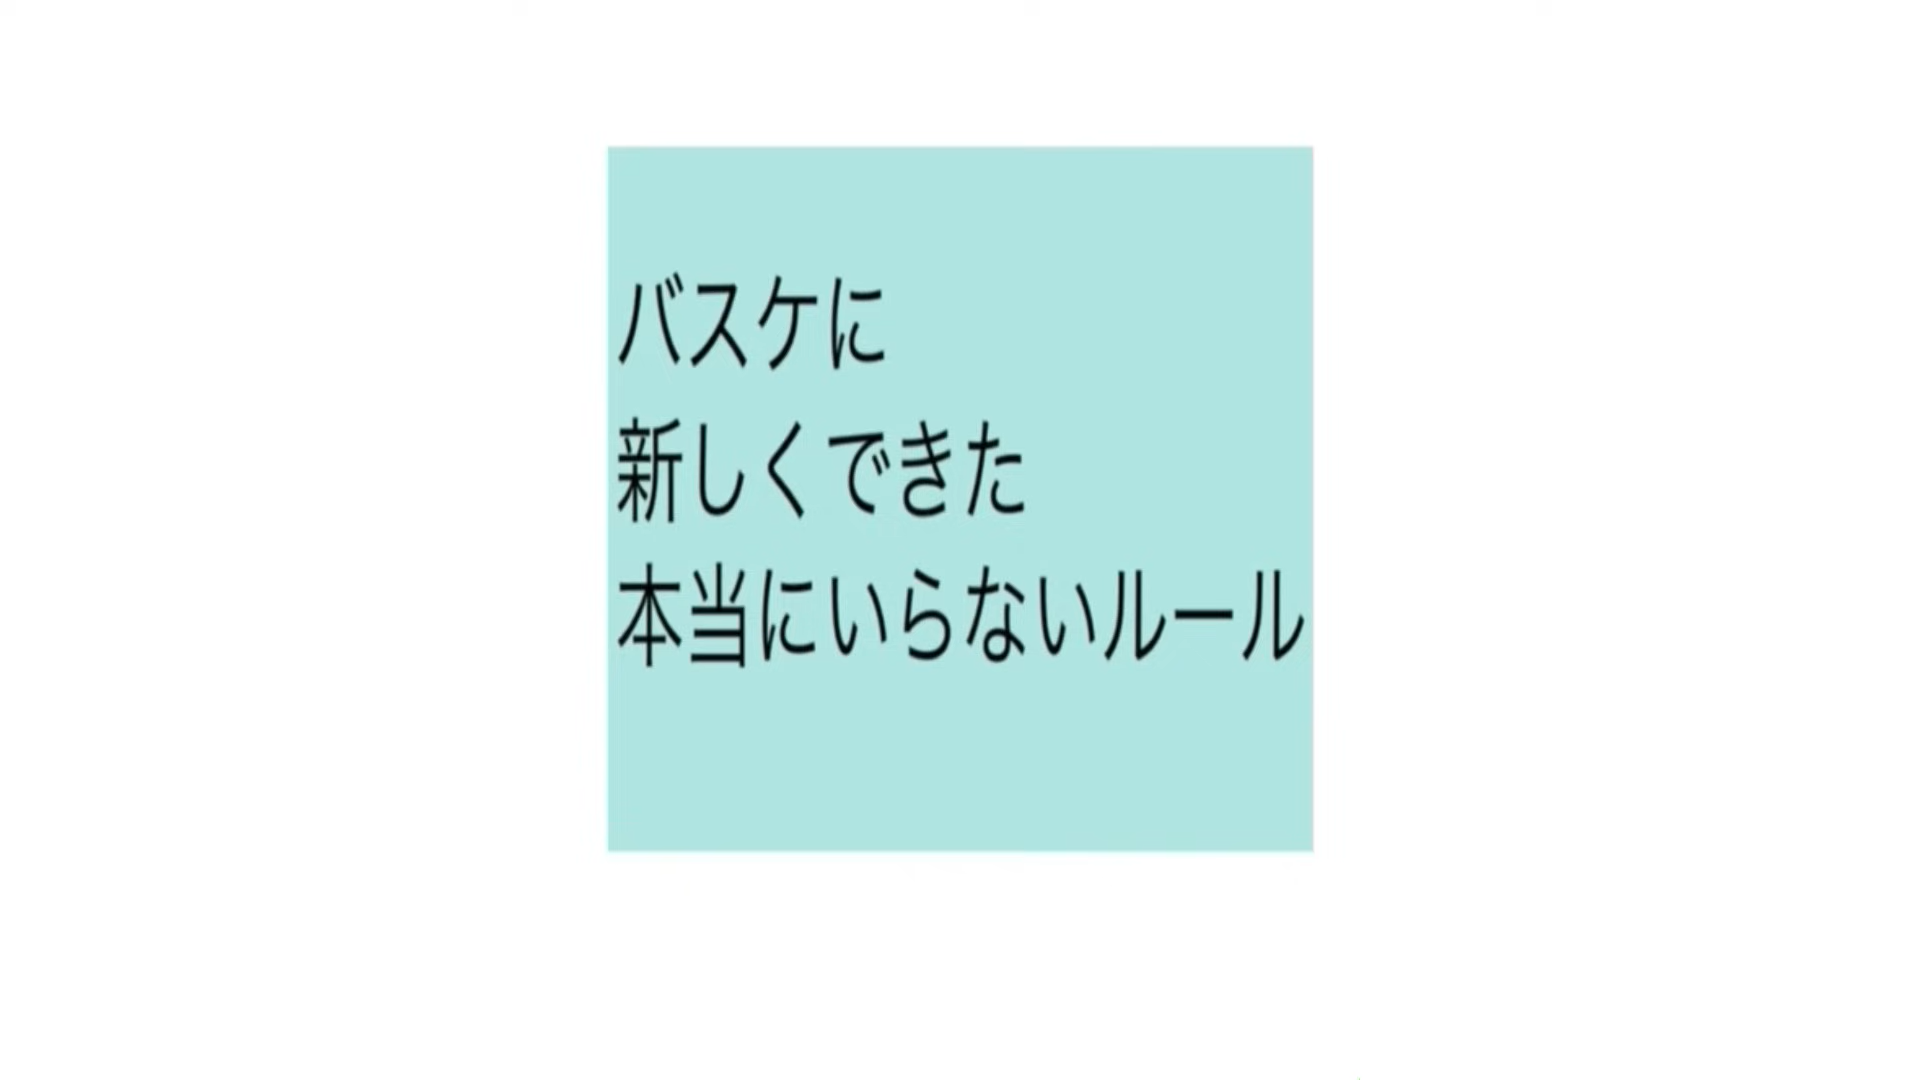 バスケに
新しくできた
本当にいらないルール